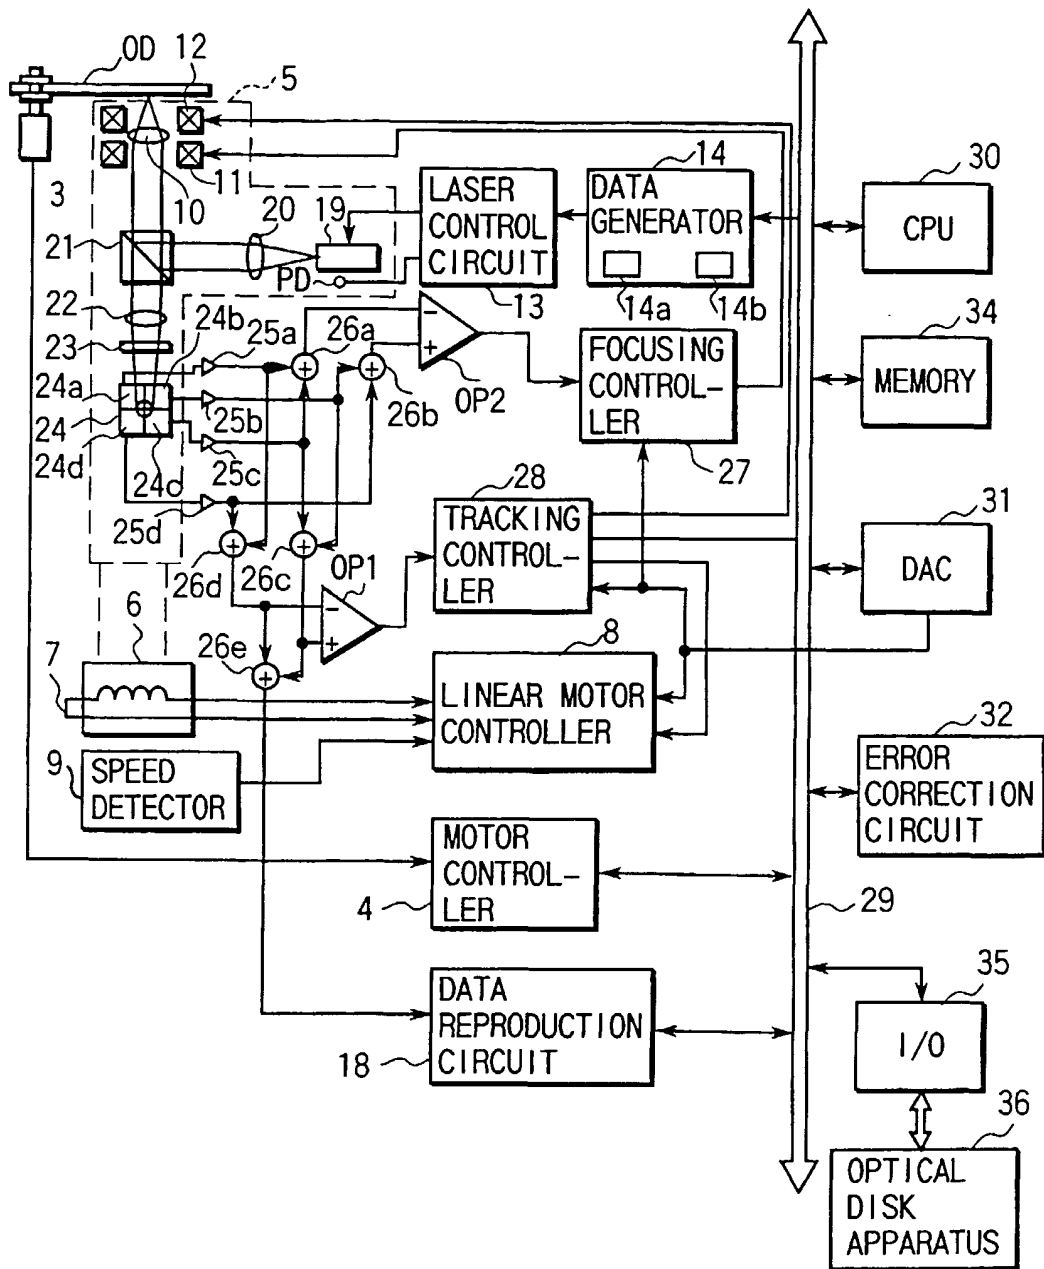 OD
12
5
3
10
11
LASER
CONTROL
CIRCUIT
13
14
DATA
GENERATOR
14a
14b
30
CPU
21
20
19
PD
22
23
24b
25a
26a
24a
24
24d
24c
25b
25c
25d
26b
OP2
FOCUSING
CONTROL-
LER
27
34
MEMORY
28
TRACKING
CONTROL-
LER
31
DAC
26d
26c
OP1
26e
6
7
8
LINEAR MOTOR
CONTROLLER
9
SPEED
DETECTOR
32
ERROR
CORRECTION
CIRCUIT
MOTOR
CONTROL-
LER
4
29
DATA
REPRODUCTION
CIRCUIT
18
35
I/O
36
OPTICAL
DISK
APPARATUS